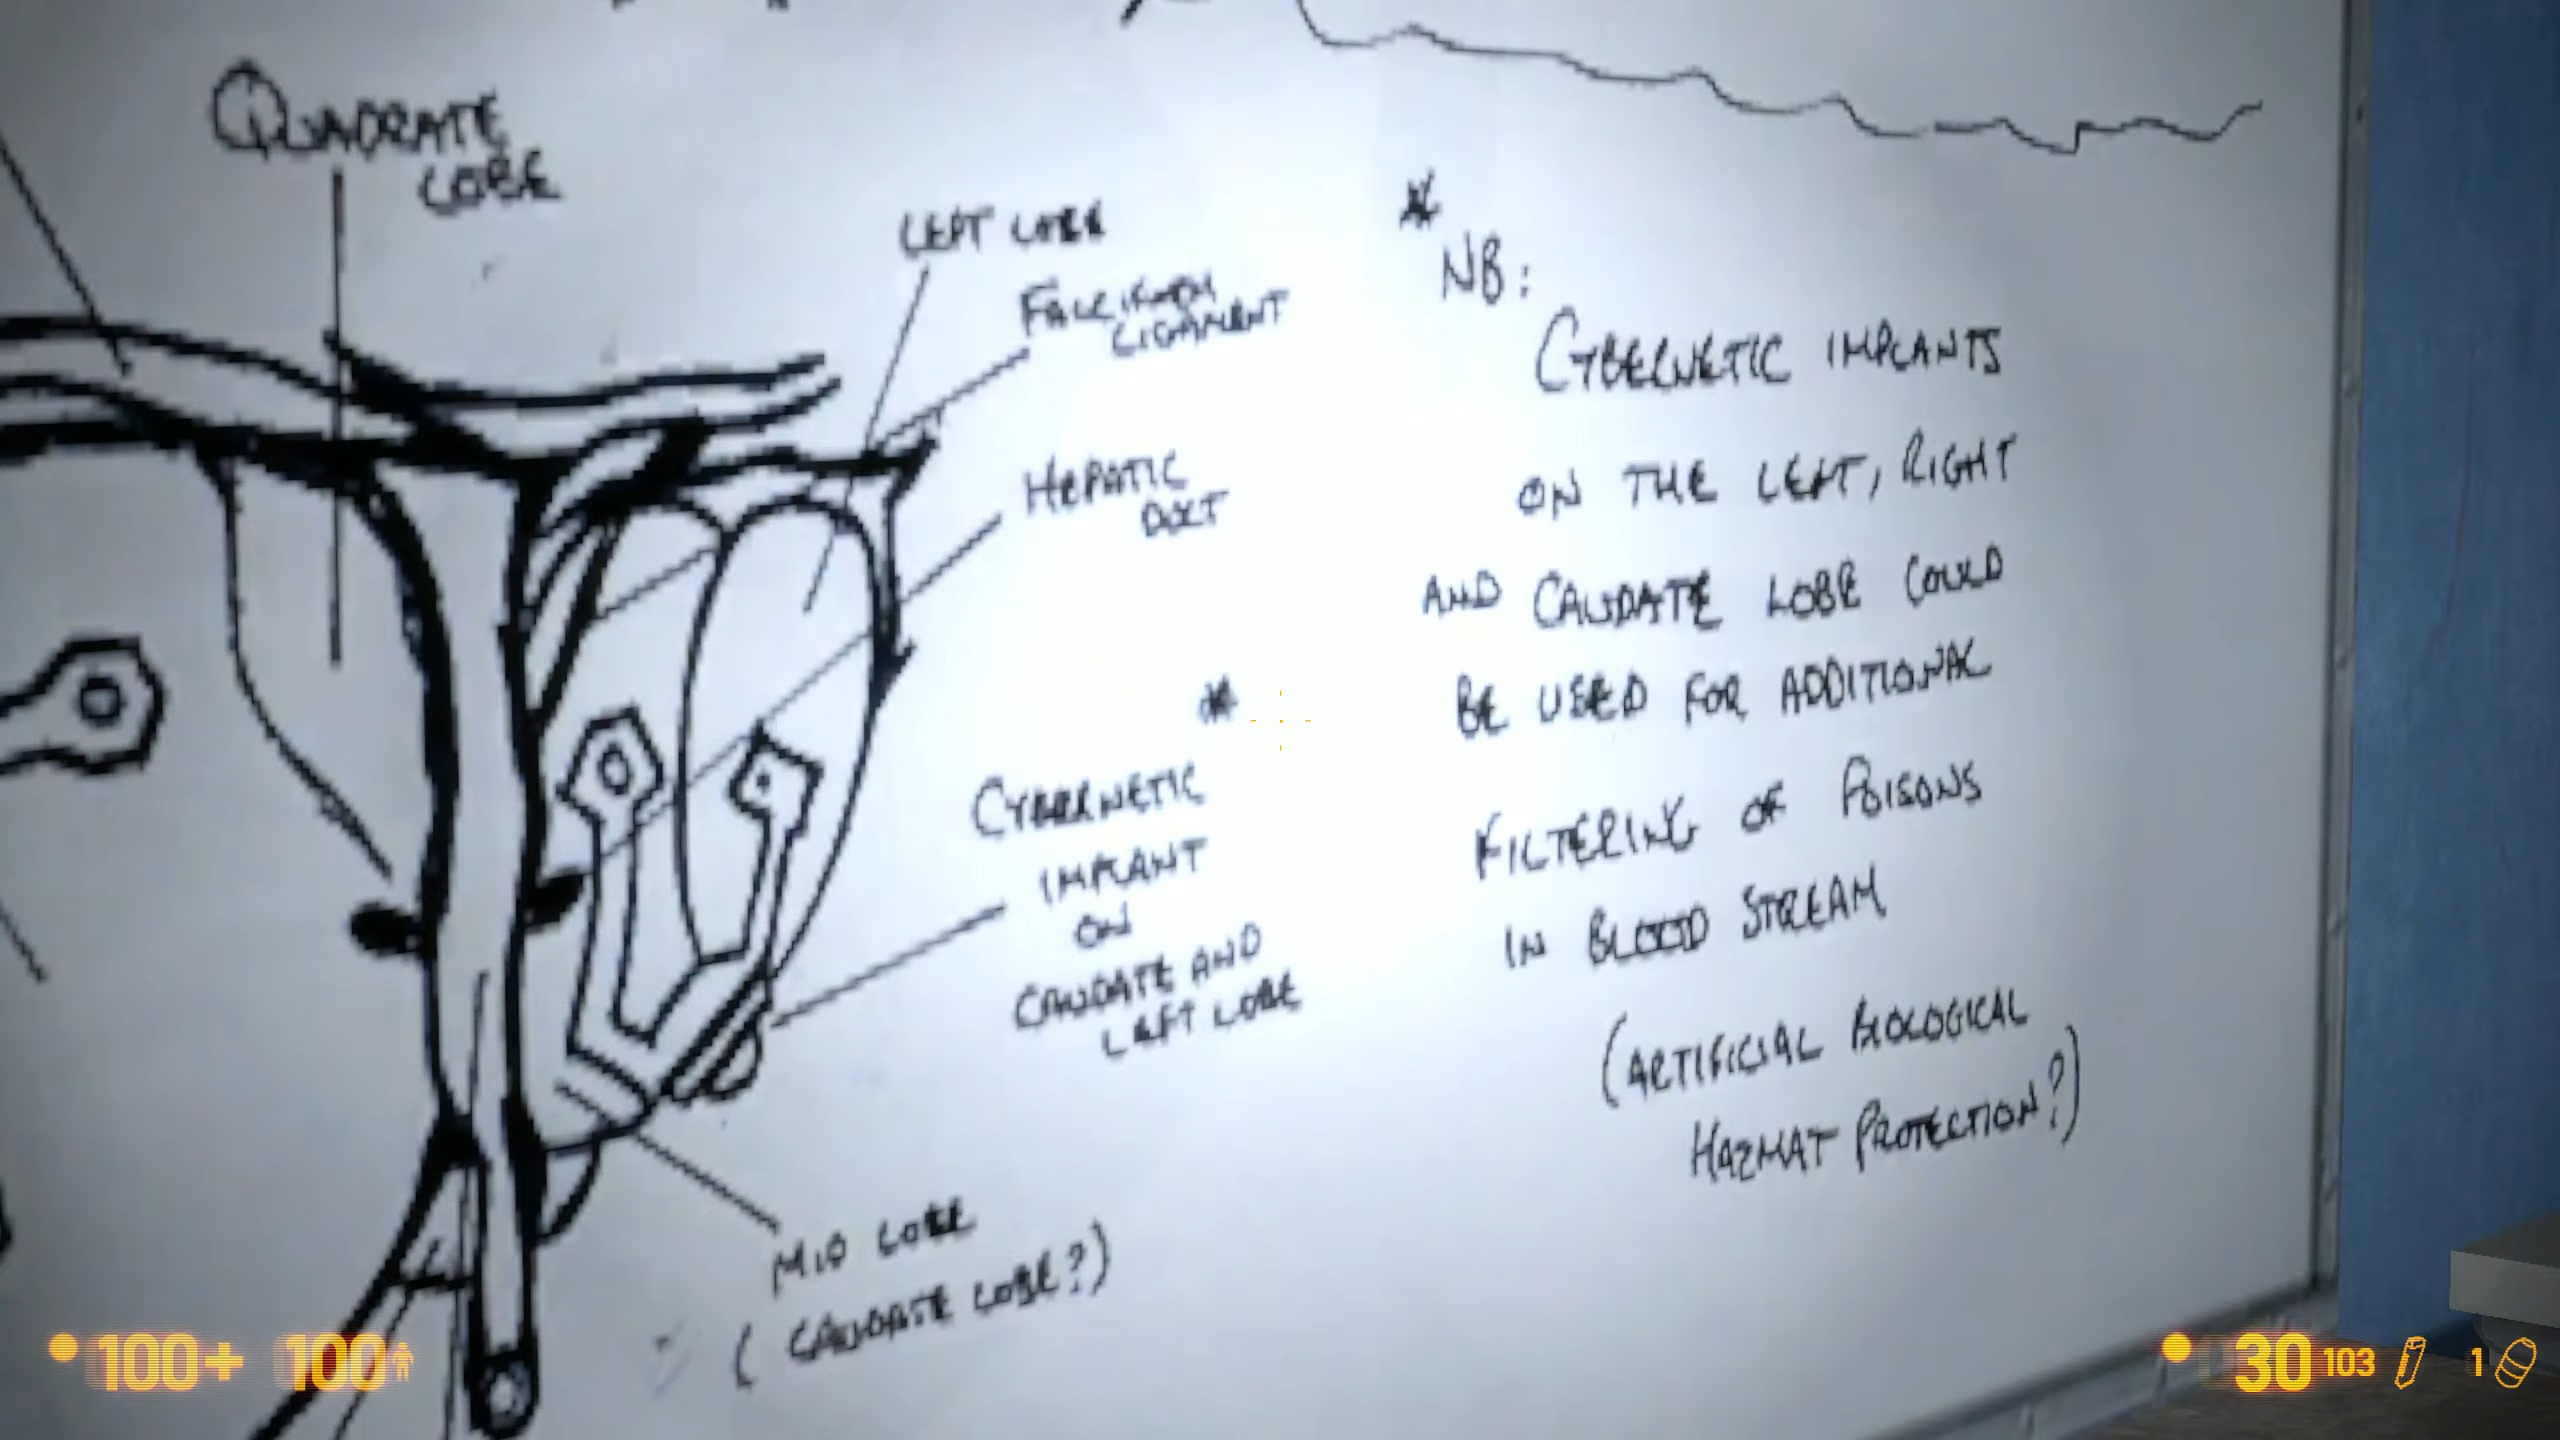 QUADRATE
LOBE
LEFT LOBE
FALCIFORM
LIGAMENT
HEPATIC
DUCT
*
CYBERNETIC
IMPLANT
ON
CAUDATE AND
LEFT LOBE
MID LOBE
(CAUDATE LOBE?)
*
NB:
CYBERNETIC IMPLANTS
ON THE LEFT, RIGHT
AND CAUDATE LOBE COULD
BE USED FOR ADDITIONAL
FILTERING OF POISONS
IN BLOOD STREAM
(ARTIFICIAL BIOLOGICAL
HAZMAT PROTECTION?)
100+ 100
30 103 1